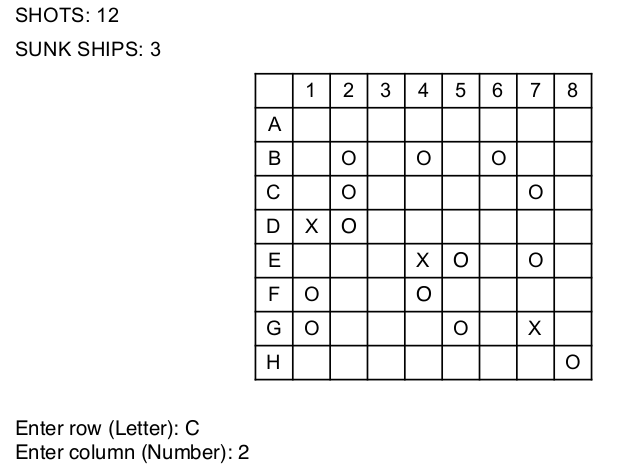 SHOTS: 12
SUNK SHIPS: 3
1 2 3 4 5 6 7 8
A
B O O O
C O O
D X O
E X O O
F O O
G O O X
H O
Enter row (Letter): C
Enter column (Number): 2